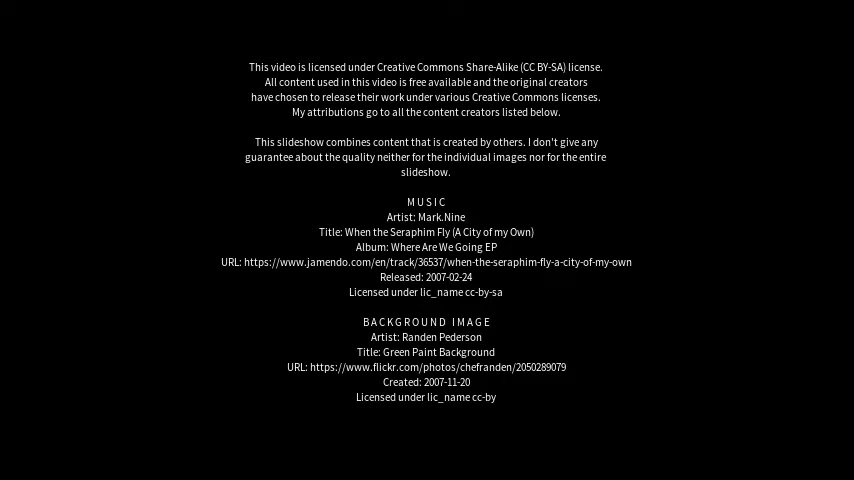 This video is licensed under Creative Commons Share-Alike (CC BY-SA) license.
All content used in this video is free available and the original creators
have chosen to release their work under various Creative Commons licenses.
My attributions go to all the content creators listed below.
This slideshow combines content that is created by others. I don't give any
guarantee about the quality neither for the individual images nor for the entire
slideshow.
MUSIC
Artist: Mark.Nine
Title: When the Seraphim Fly (A City of my Own)
Album: Where Are We Going EP
URL: https://www.jamendo.com/en/track/36537/when-the-seraphim-fly-a-city-of-my-own
Released: 2007-02-24
Licensed under lic_name cc-by-sa
BACKGROUND IMAGE
Artist: Randen Pederson
Title: Green Paint Background
URL: https://www.flickr.com/photos/chefranden/2050289079
Created: 2007-11-20
Licensed under lic_name cc-by